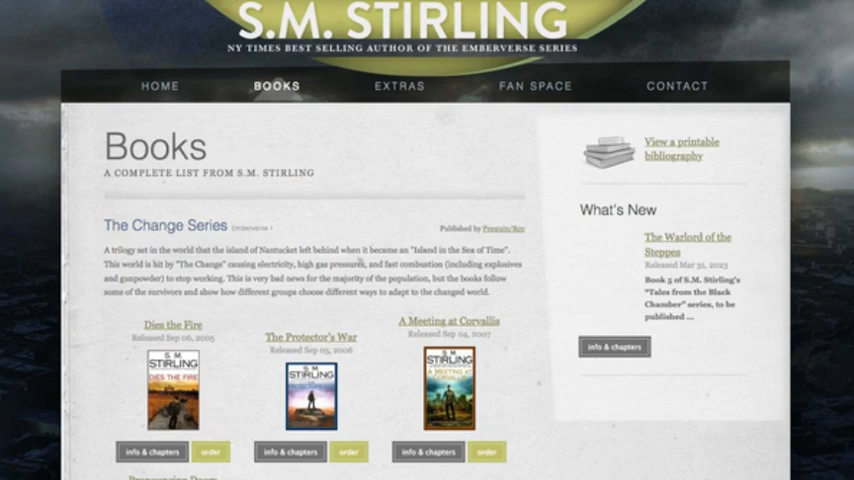 S.M. STIRLING
NY TIMES BEST SELLING AUTHOR OF THE EMBERVERSE SERIES
HOME BOOKS EXTRAS FAN SPACE CONTACT
Books
A COMPLETE LIST FROM S.M. STIRLING
The Change Series Emberverse I Published by Penguin/Roc
A trilogy set in the world that the island of Nantucket left behind when it became an "Island in the Sea of Time".
This world is hit by "The Change" causing electricity, high gas pressures, and fast combustion (including explosives
and gunpowder) to stop working. This is very bad news for the majority of the population, but the books follow
some of the survivors and show how different groups choose different ways to adapt to the changed world.
Dies the Fire
Released Sep 06, 2005
S. M.
STIRLING
DIES THE FIRE
info & chapters order
The Protector's War
Released Sep 05, 2006
S. M.
STIRLING
info & chapters order
A Meeting at Corvallis
Released Sep 04, 2007
S. M.
STIRLING
A MEETING AT
CORVALLIS
info & chapters order
View a printable
bibliography
What's New
The Warlord of the
Steppes
Released Mar 31, 2023
Book 5 of S.M. Stirling's
"Tales from the Black
Chamber" series, to be
published ...
info & chapters